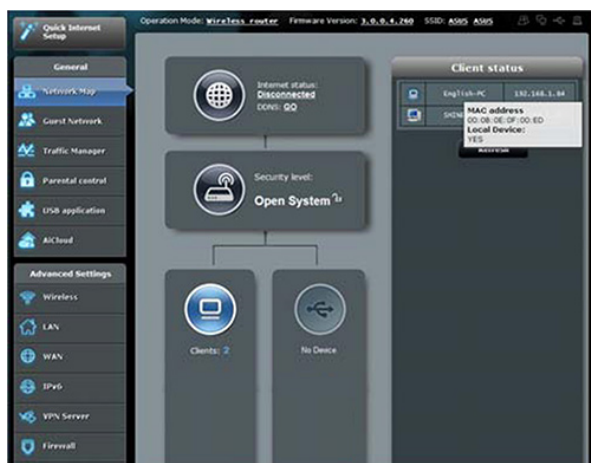 Quick Internet
Setup
Operation Mode: Wireless router Firmware Version: 3.0.0.4.260 SSID: ASUS ASUS
General
Network Map
Guest Network
Traffic Manager
Parental control
USB application
AiCloud
Advanced Settings
Wireless
LAN
WAN
IPv6
VPN Server
Firewall
Internet status:
Disconnected
DDNS: GO
Security level:
Open System
Clients: 2
No Device
Client status
English-PC 192.168.1.84
MAC address
00:08:0E:0F:00:ED
Local Device:
YES